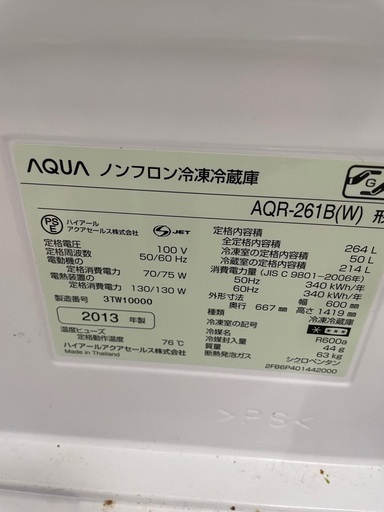 AQUA ノンフロン冷凍冷蔵庫
G
AQR-261B(W) 形
PS
E
ハイアール
アクアセールス株式会社
JET
定格電圧 100 V
定格周波数 50/60 Hz
電動機の
定格消費電力 70/75 W
電熱装置の
定格消費電力 130/130 W
製造番号 3TW10000
2013 年製
温度ヒューズ
定格動作温度 76℃
ハイアールアクアセールス株式会社
Made in Thailand
定格内容積
全定格内容積 264 L
冷凍室の定格内容積 50 L
冷蔵室の定格内容積 214 L
消費電力量(JIS C 9801-2006年)
50Hz 340 kWh/年
60Hz 340 kWh/年
外形寸法 幅 600 mm
奥行 667 mm 高さ 1419 mm
種類 冷凍冷蔵庫
冷凍室の記号
冷媒名 R600a
冷媒封入量 44 g
質量 63 kg
断熱発泡ガス シクロペンタン
2FB6P401442000
>PS<